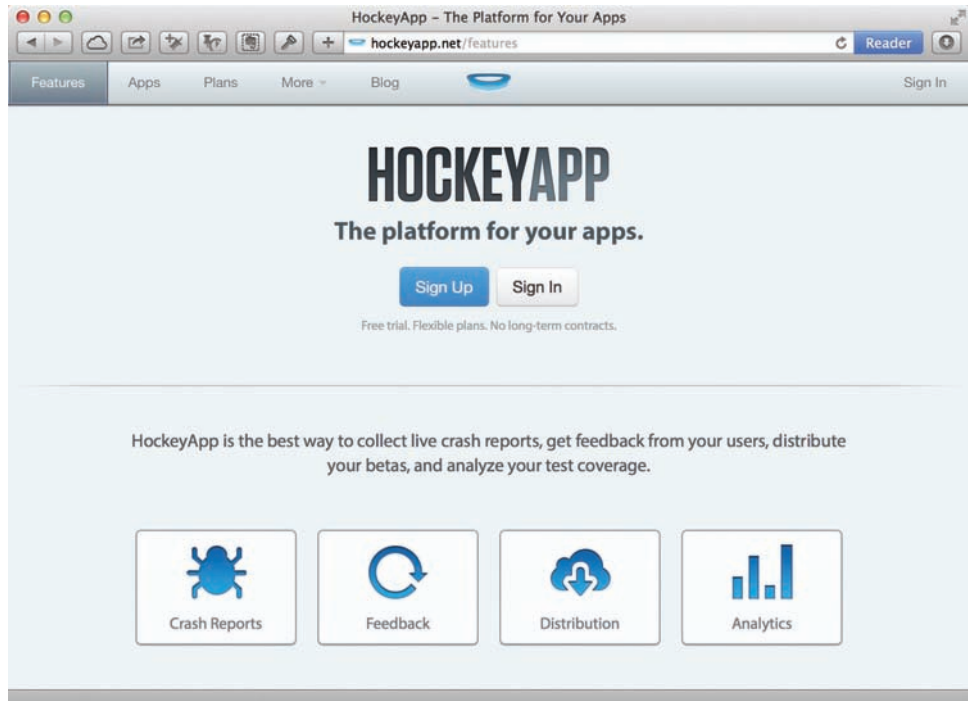 HockeyApp – The Platform for Your Apps
hockeyapp.net/features
Reader
Features Apps Plans More Blog Sign In
HOCKEYAPP
The platform for your apps.
Sign Up Sign In
Free trial. Flexible plans. No long-term contracts.
HockeyApp is the best way to collect live crash reports, get feedback from your users, distribute
your betas, and analyze your test coverage.
Crash Reports Feedback Distribution Analytics